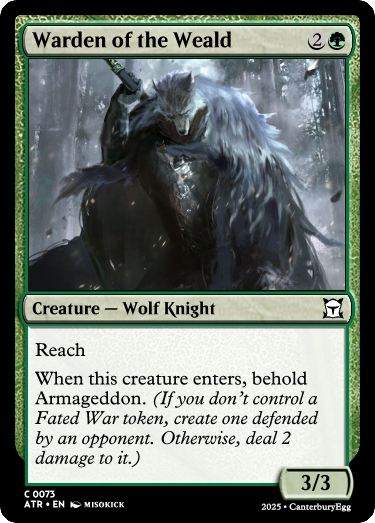 Warden of the Weald 2
Creature — Wolf Knight
Reach
When this creature enters, behold
Armageddon. (If you don't control a
Fated War token, create one defended
by an opponent. Otherwise, deal 2
damage to it.)
3/3
C 0073
ATR • EN MISOKICK
2025 • CanterburyEgg